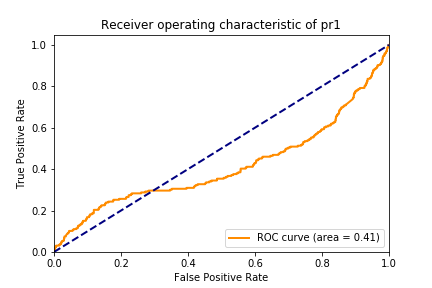 Receiver operating characteristic of pr1
1.0
0.8
0.6
0.4
0.2
0.0
True Positive Rate
ROC curve (area = 0.41)
0.0 0.2 0.4 0.6 0.8 1.0
False Positive Rate